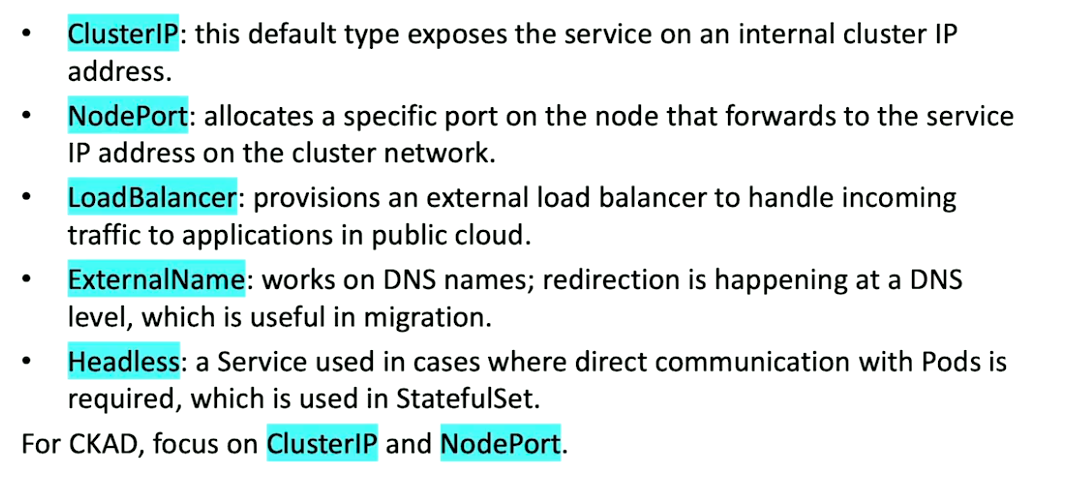 • ClusterIP: this default type exposes the service on an internal cluster IP
address.
• NodePort: allocates a specific port on the node that forwards to the service
IP address on the cluster network.
• LoadBalancer: provisions an external load balancer to handle incoming
traffic to applications in public cloud.
• ExternalName: works on DNS names; redirection is happening at a DNS
level, which is useful in migration.
• Headless: a Service used in cases where direct communication with Pods is
required, which is used in StatefulSet.
For CKAD, focus on ClusterIP and NodePort.